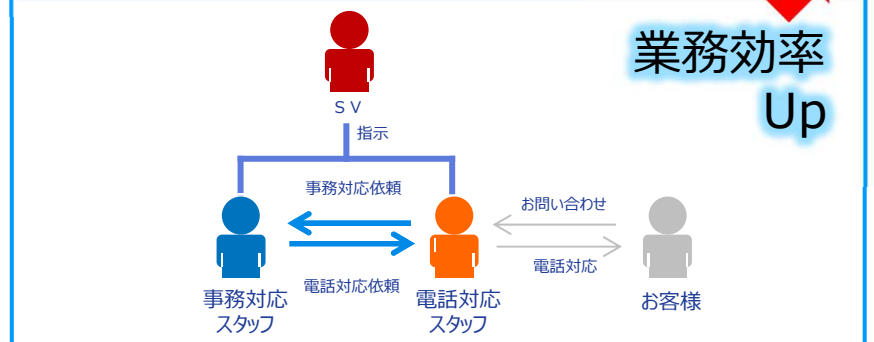 業務効率
Up
ＳＶ
指示
事務対応依頼
お問い合わせ
電話対応
電話対応依頼
事務対応
スタッフ
電話対応
スタッフ
お客様